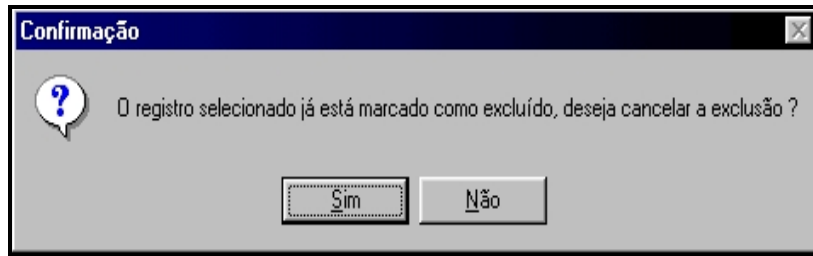 Confirmação
O registro selecionado já está marcado como excluído, deseja cancelar a exclusão ?
Sim
Não